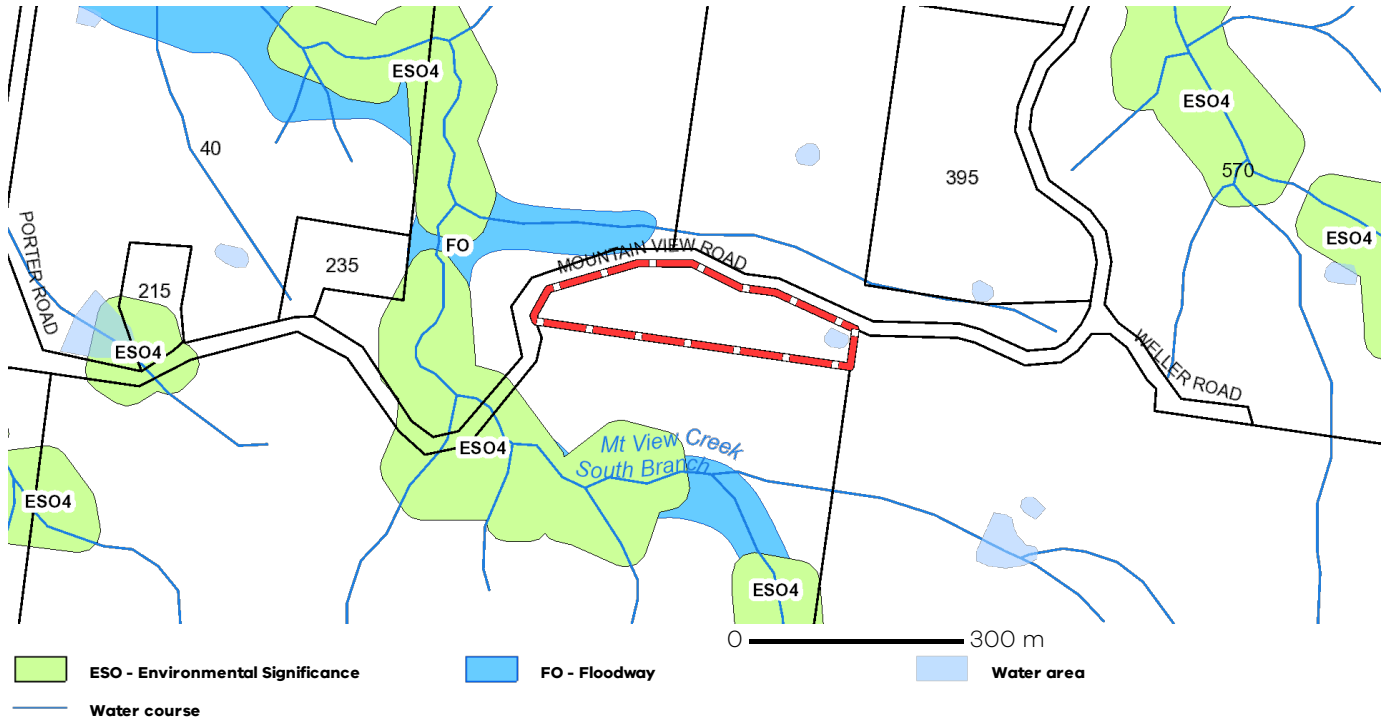 ESO4
ESO4
40
570
395
PORTER ROAD
ESO4
FO
MOUNTAIN VIEW ROAD
235
215
ESO4
WELLER ROAD
Mt View Creek
South Branch
ESO4
ESO4
ESO4
0 300 m
ESO - Environmental Significance
FO - Floodway
Water area
Water course